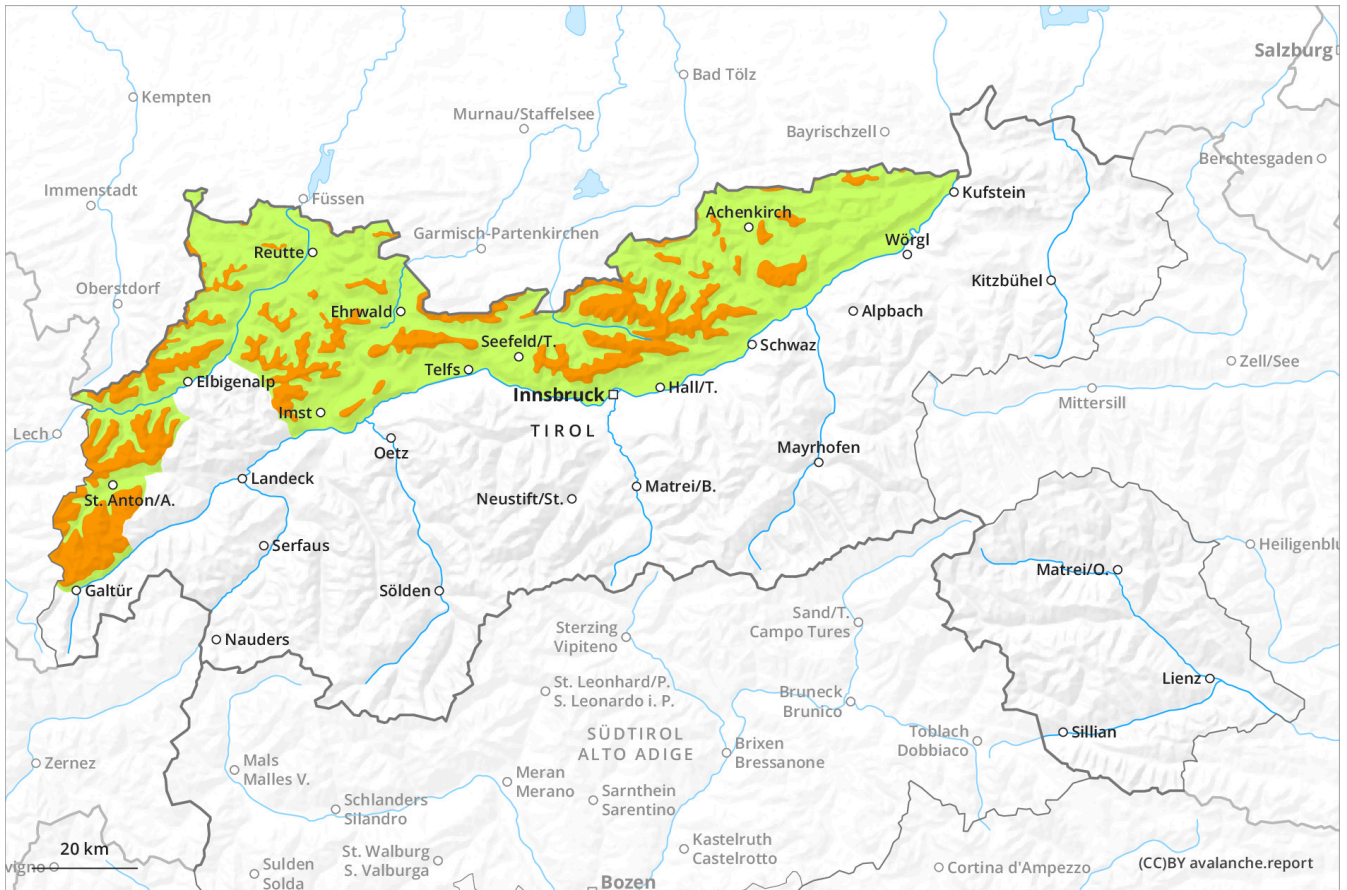 Salzburg
Bad Tölz
Kempten
Murnau/Staffelsee
Bayrischzell
Berchtesgaden
Immenstadt
Füssen
Kufstein
Achenkirch
Garmisch-Partenkirchen
Reutte
Wörgl
Oberstdorf
Kitzbühel
Ehrwald
Alpbach
Seefeld/T.
Schwaz
Zell/See
Telfs
Elbigenalp
Hall/T.
Innsbruck
Mittersill
Imst
TIROL
Lech
Oetz
Mayrhofen
Landeck
Matrei/B.
St. Anton/A.
Neustift/St.
Serfaus
Heiligenblu
Matrei/O.
Galtür
Sölden
Sand/T.
Campo Tures
Sterzing
Vipiteno
Nauders
Lienz
St. Leonhard/P.
S. Leonardo i. P.
Bruneck
Brunico
SÜDTIROL
ALTO ADIGE
Toblach
Dobbiaco
Sillian
Brixen
Bressanone
Zernez
Mals
Malles V.
Meran
Merano
Sarnthein
Sarentino
Schlanders
Silandro
20 km
Kastelruth
Castelrotto
St. Walburg
S. Valburga
vigno
Sulden
Solda
Cortina d'Ampezzo
(CC)BY avalanche.report
Bozen